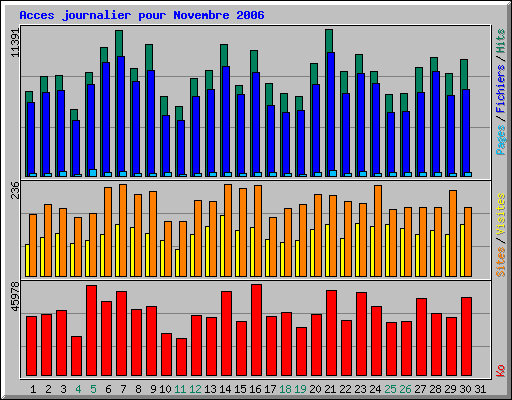 Acces journalier pour Novembre 2006
11391
Pages / Fichiers / Hits
236
Sites / Visites
45978
Ko
1 2 3 4 5 6 7 8 9 10 11 12 13 14 15 16 17 18 19 20 21 22 23 24 25 26 27 28 29 30 31